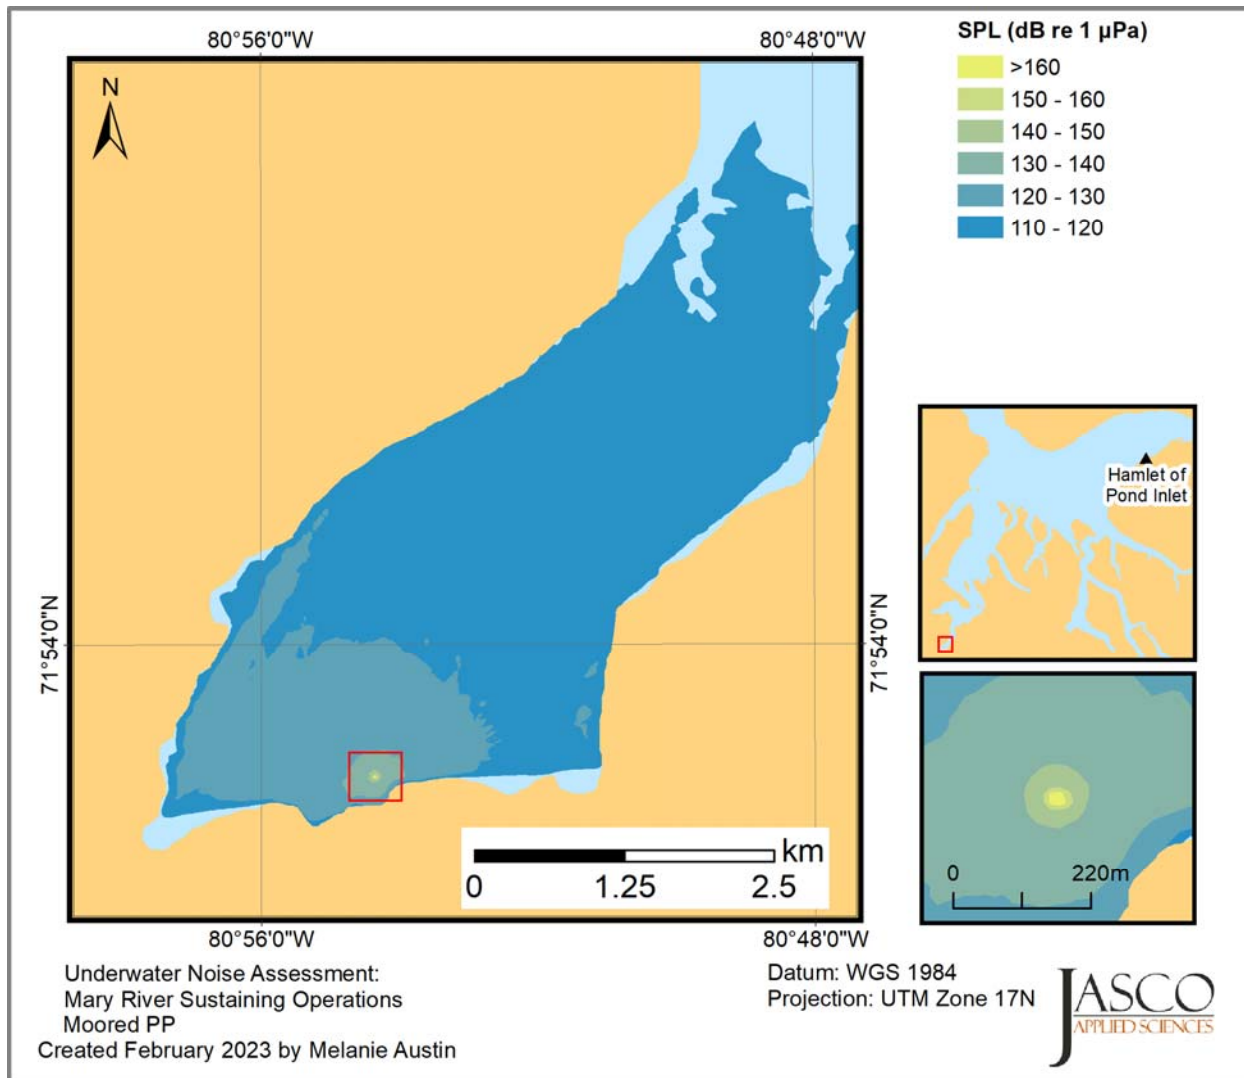 80°56'0"W
80°48'0"W
N
71°54'0"N
71°54'0"N
km
0
1.25
2.5
80°56'0"W
80°48'0"W
SPL (dB re 1 µPa)
>160
150 - 160
140 - 150
130 - 140
120 - 130
110 - 120
Hamlet of
Pond Inlet
0
220m
Underwater Noise Assessment:
Mary River Sustaining Operations
Moored PP
Created February 2023 by Melanie Austin
Datum: WGS 1984
Projection: UTM Zone 17N
JASCO
APPLIED SCIENCES